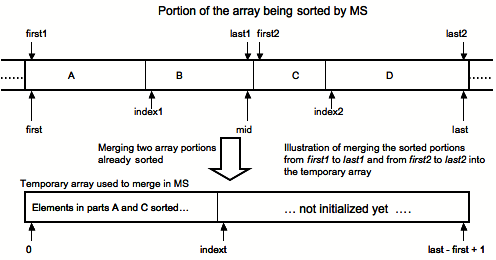 Portion of the array being sorted by MS
first1 last1 first2 last2
...... A B C D ......
index1 index2
first mid last
Merging two array portions
already sorted
Illustration of merging the sorted portions
from first1 to last1 and from first2 to last2 into
the temporary array
Temporary array used to merge in MS
Elements in parts A and C sorted... ... not initialized yet ....
0 indext last - first + 1